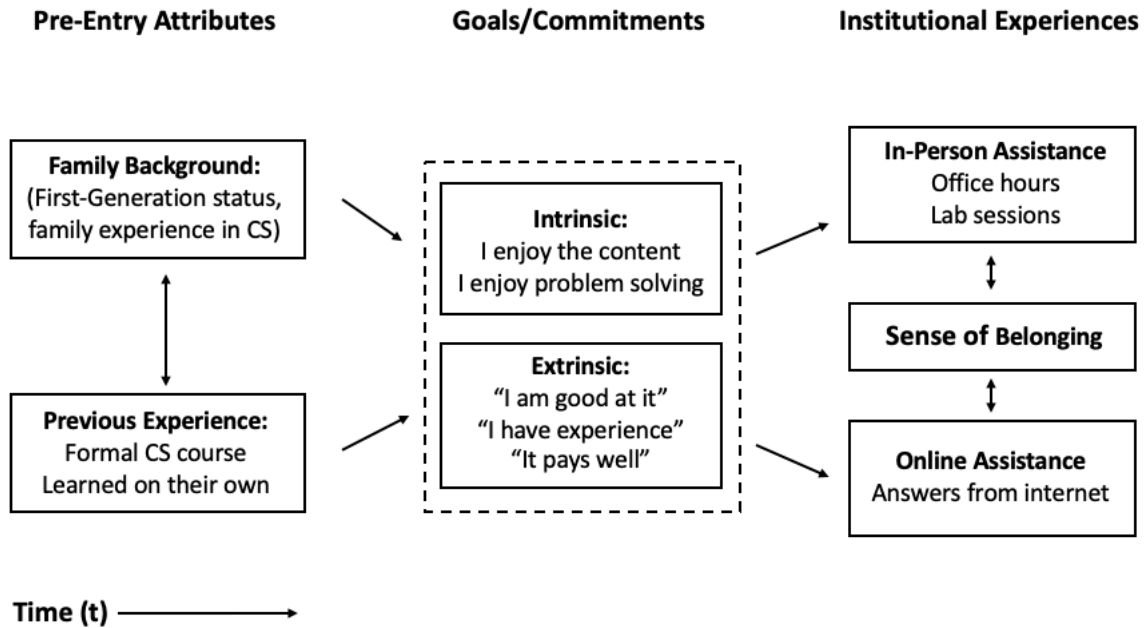 Pre-Entry Attributes
Goals/Commitments
Institutional Experiences
Family Background:
(First-Generation status,
family experience in CS)
Previous Experience:
Formal CS course
Learned on their own
Intrinsic:
I enjoy the content
I enjoy problem solving
Extrinsic:
“I am good at it”
“I have experience”
“It pays well”
In-Person Assistance
Office hours
Lab sessions
Sense of Belonging
Online Assistance
Answers from internet
Time (t)